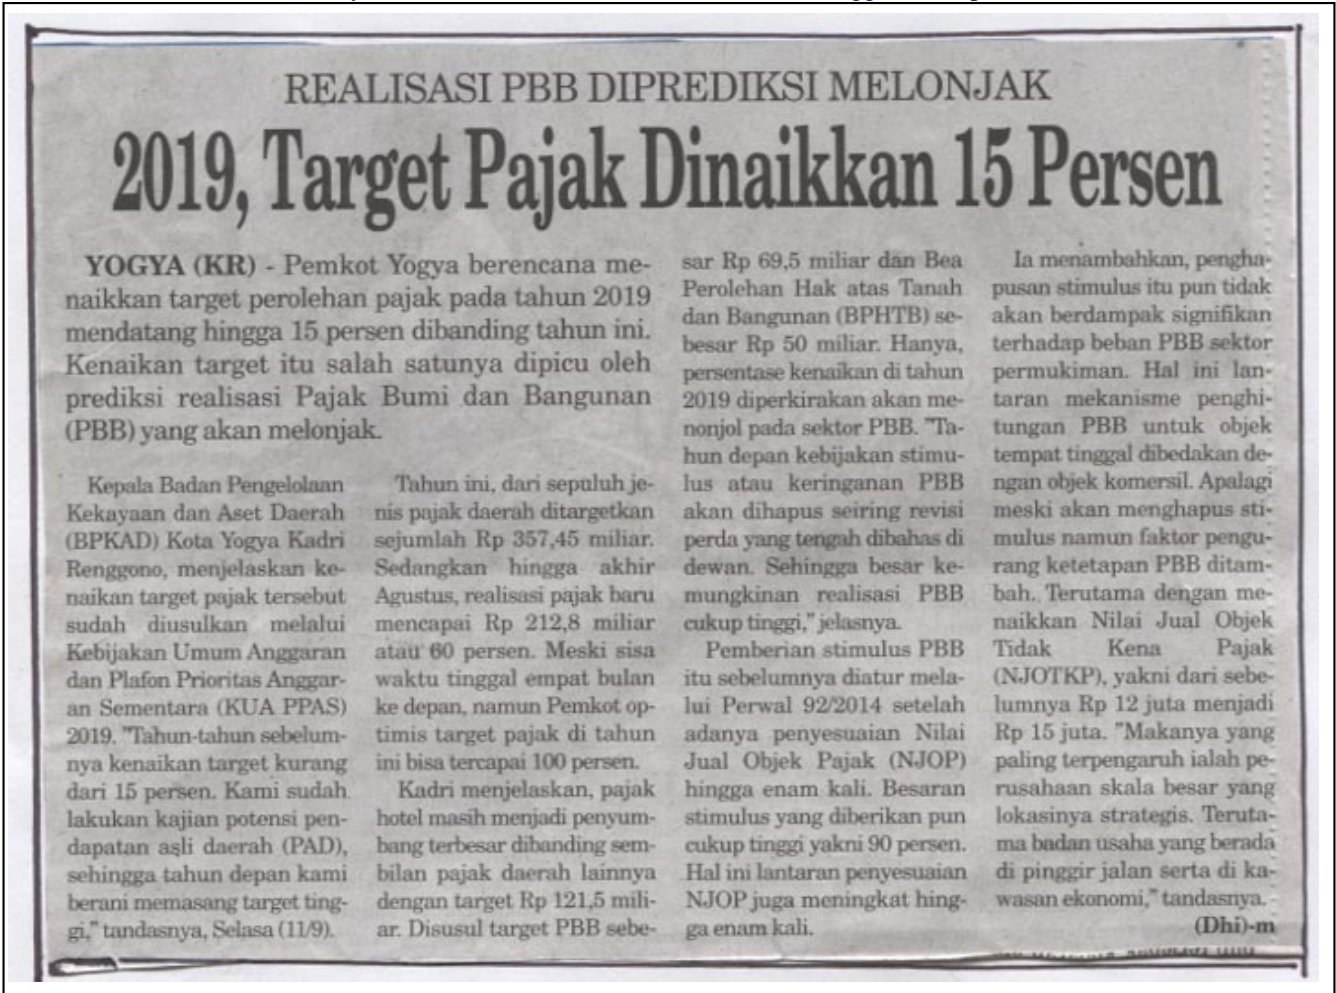 REALISASI PBB DIPREDIKSI MELONJAK
2019, Target Pajak Dinaikkan 15 Persen
YOGYA (KR) - Pemkot Yogya berencana me-
naikkan target perolehan pajak pada tahun 2019
mendatang hingga 15 persen dibanding tahun ini.
Kenaikan target itu salah satunya dipicu oleh
prediksi realisasi Pajak Bumi dan Bangunan
(PBB) yang akan melonjak.
Kepala Badan Pengelolaan
Kekayaan dan Aset Daerah
(BPKAD) Kota Yogya Kadri
Renggono, menjelaskan ke-
naikan target pajak tersebut
sudah diusulkan melalui
Kebijakan Umum Anggaran
dan Plafon Prioritas Anggar-
an Sementara (KUA PPAS)
2019. "Tahun-tahun sebelum-
nya kenaikan target kurang
dari 15 persen. Kami sudah
lakukan kajian potensi pen-
dapatan asli daerah (PAD),
sehingga tahun depan kami
berani memasang target ting-
gi," tandasnya, Selasa (11/9).
Tahun ini, dari sepuluh je-
nis pajak daerah ditargetkan
sejumlah Rp 357,45 miliar.
Sedangkan hingga akhir
Agustus, realisasi pajak baru
mencapai Rp 212,8 miliar
atau 60 persen. Meski sisa
waktu tinggal empat bulan
ke depan, namun Pemkot op-
timis target pajak di tahun
ini bisa tercapai 100 persen.
Kadri menjelaskan, pajak
hotel masih menjadi penyum-
bang terbesar dibanding sem-
bilan pajak daerah lainnya
dengan target Rp 121,5 mili-
ar. Disusul target PBB sebe-
sar Rp 69,5 miliar dan Bea
Perolehan Hak atas Tanah
dan Bangunan (BPHTB) se-
besar Rp 50 miliar. Hanya,
persentase kenaikan di tahun
2019 diperkirakan akan me-
nonjol pada sektor PBB. "Ta-
hun depan kebijakan stimu-
lus atau keringanan PBB
akan dihapus seiring revisi
perda yang tengah dibahas di
dewan. Sehingga besar ke-
mungkinan realisasi PBB
cukup tinggi," jelasnya.
Pemberian stimulus PBB
itu sebelumnya diatur mela-
lui Perwal 92/2014 setelah
adanya penyesuaian Nilai
Jual Objek Pajak (NJOP)
hingga enam kali. Besaran
stimulus yang diberikan pun
cukup tinggi yakni 90 persen.
Hal ini lantaran penyesuaian
NJOP juga meningkat hing-
ga enam kali.
Ia menambahkan, pengha-
pusan stimulus itu pun tidak
akan berdampak signifikan
terhadap beban PBB sektor
permukiman. Hal ini lan-
taran mekanisme penghi-
tungan PBB untuk objek
tempat tinggal dibedakan de-
ngan objek komersil. Apalagi
meski akan menghapus sti-
mulus namun faktor pengu-
rang ketetapan PBB ditam-
bah. Terutama dengan me-
naikkan Nilai Jual Objek
Tidak Kena Pajak
(NJOTKP), yakni dari sebe-
lumnya Rp 12 juta menjadi
Rp 15 juta. "Makanya yang
paling terpengaruh ialah pe-
rusahaan skala besar yang
lokasinya strategis. Teruta-
ma badan usaha yang berada
di pinggir jalan serta di ka-
wasan ekonomi," tandasnya.
(Dhi)-m